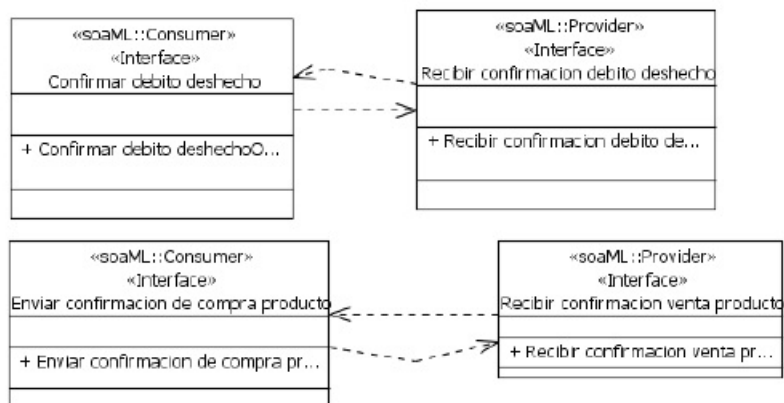 «soaML::Consumer»
«Interface»
Confirmar debito deshecho
+ Confirmar debito deshechoO...
«soaML::Provider»
«Interface»
Recibir confirmacion debito deshecho
+ Recibir confirmacion debito de...
«soaML::Consumer»
«Interface»
Enviar confirmacion de compra producto
+ Enviar confirmacion de compra pr...
«soaML::Provider»
«Interface»
Recibir confirmacion venta producto
+ Recibir confirmacion venta pr...